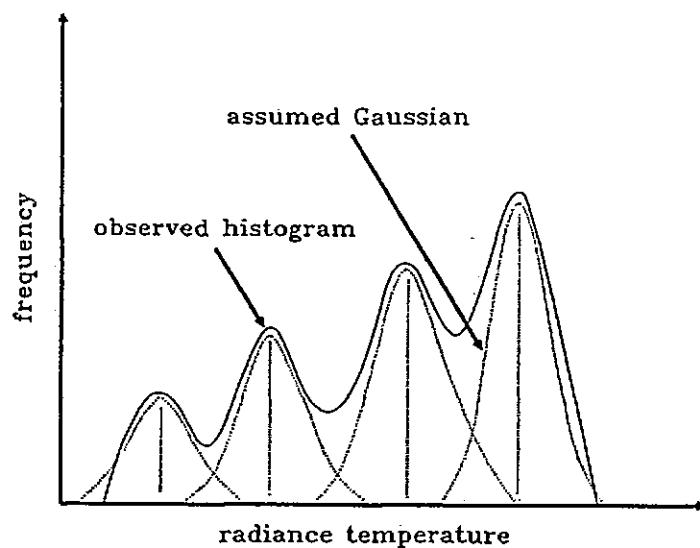 assumed Gaussian
observed histogram
frequency
radiance temperature